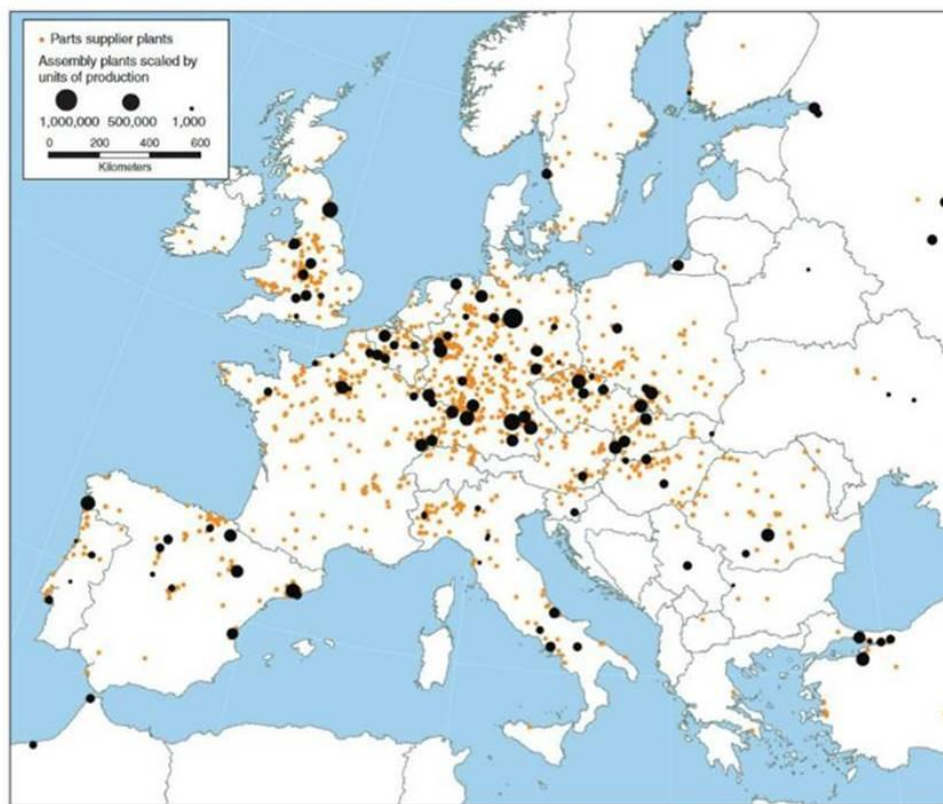 Parts supplier plants
Assembly plants scaled by
units of production
1,000,000 500,000 1,000
0 200 400 600
Kilometers